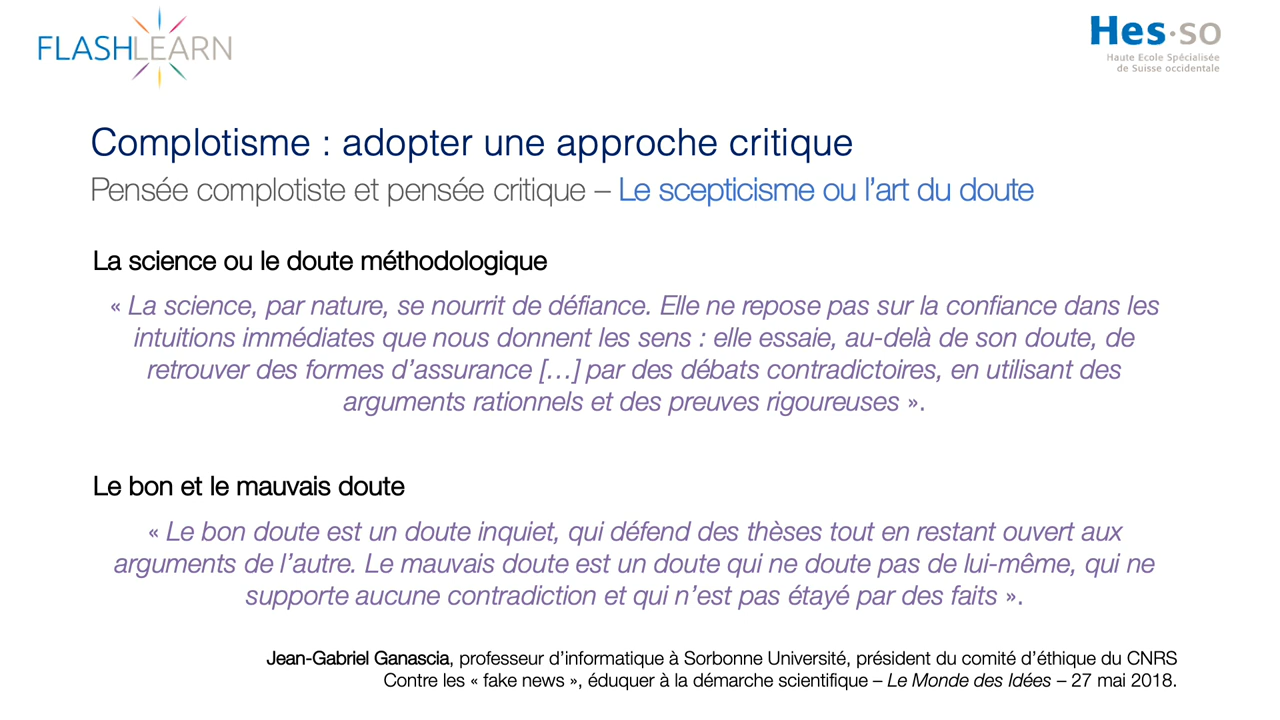 FLASHLEARN
Hes·so
Haute Ecole Spécialisée
de Suisse occidentale
Complotisme : adopter une approche critique
Pensée complotiste et pensée critique – Le scepticisme ou l’art du doute
La science ou le doute méthodologique
« La science, par nature, se nourrit de défiance. Elle ne repose pas sur la confiance dans les
intuitions immédiates que nous donnent les sens : elle essaie, au-delà de son doute, de
retrouver des formes d’assurance […] par des débats contradictoires, en utilisant des
arguments rationnels et des preuves rigoureuses ».
Le bon et le mauvais doute
« Le bon doute est un doute inquiet, qui défend des thèses tout en restant ouvert aux
arguments de l’autre. Le mauvais doute est un doute qui ne doute pas de lui-même, qui ne
supporte aucune contradiction et qui n’est pas étayé par des faits ».
Jean-Gabriel Ganascia, professeur d’informatique à Sorbonne Université, président du comité d’éthique du CNRS
Contre les « fake news », éduquer à la démarche scientifique – Le Monde des Idées – 27 mai 2018.